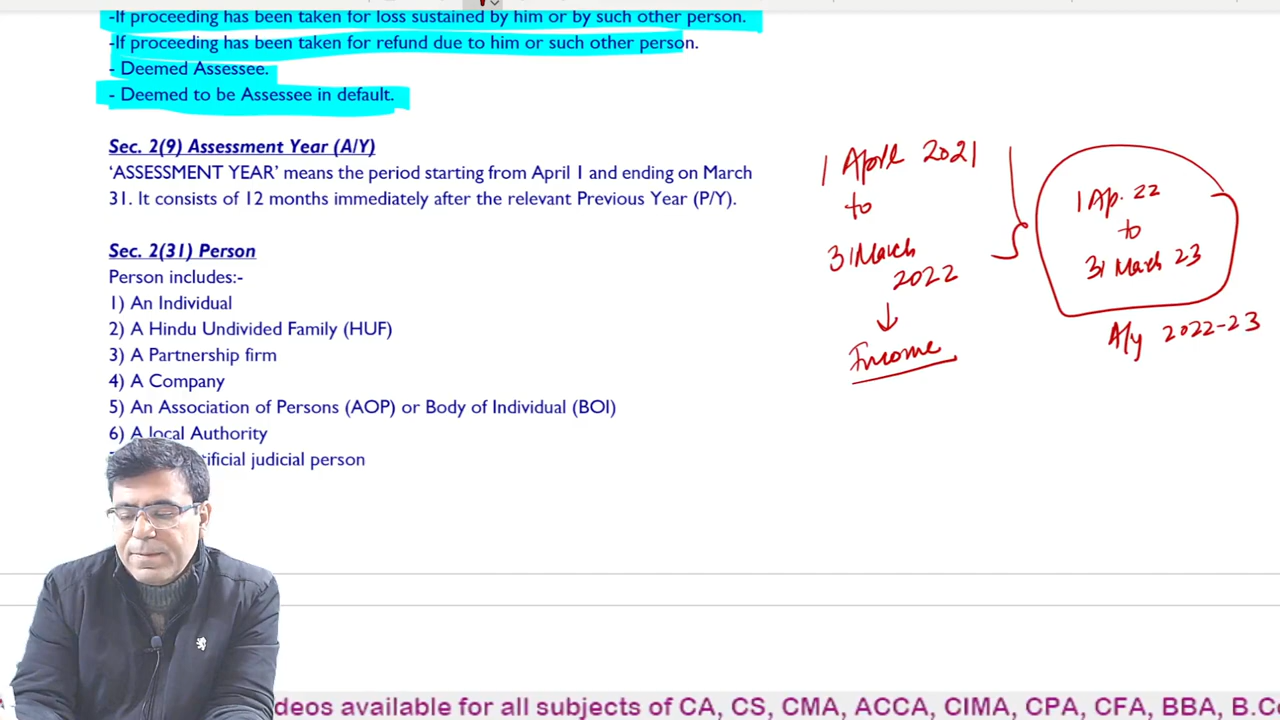 -If proceeding has been taken for loss sustained by him or by such other person.
-If proceeding has been taken for refund due to him or such other person.
- Deemed Assessee.
- Deemed to be Assessee in default.
Sec. 2(9) Assessment Year (A/Y)
‘ASSESSMENT YEAR’ means the period starting from April 1 and ending on March
31. It consists of 12 months immediately after the relevant Previous Year (P/Y).
Sec. 2(31) Person
Person includes:-
1) An Individual
2) A Hindu Undivided Family (HUF)
3) A Partnership firm
4) A Company
5) An Association of Persons (AOP) or Body of Individual (BOI)
6) A local Authority
judicial person
1 April 2021
to
31 March
2022
Income
1 Ap. 22
to
31 March 23
A/y 2022-23
available for all subjects of CA, CS, CMA, ACCA, CIMA, CPA, CFA, BBA,